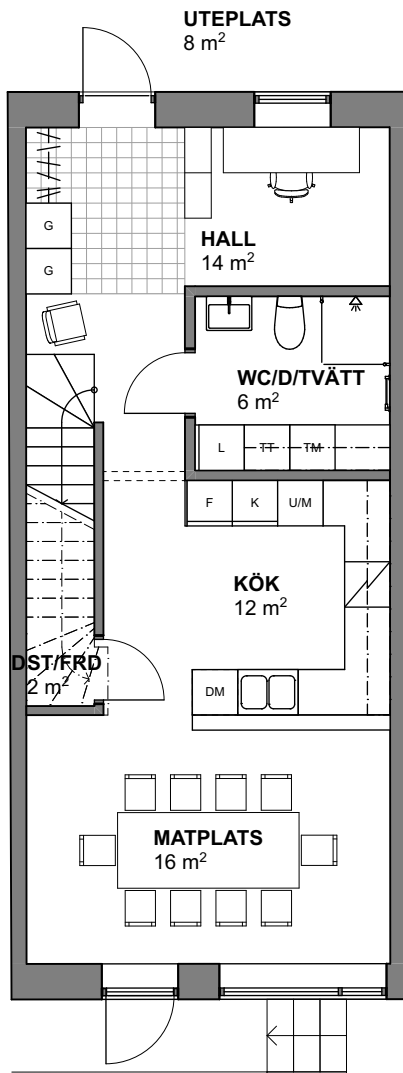 UTEPLATS
8 m²
G
G
HALL
14 m²
WC/D/TVÄTT
6 m²
L TT TM
F K U/M
KÖK
12 m²
DST/FRD
2 m²
DM
MATPLATS
16 m²